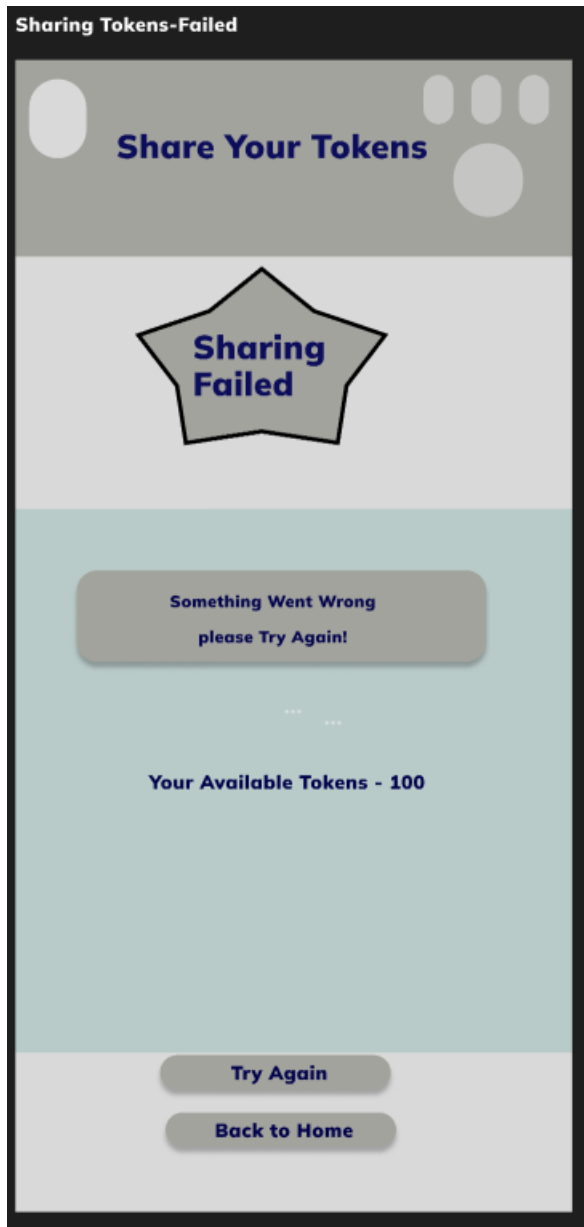 Sharing Tokens-Failed
Share Your Tokens
Sharing
Failed
Something Went Wrong
please Try Again!
...
...
Your Available Tokens - 100
Try Again
Back to Home